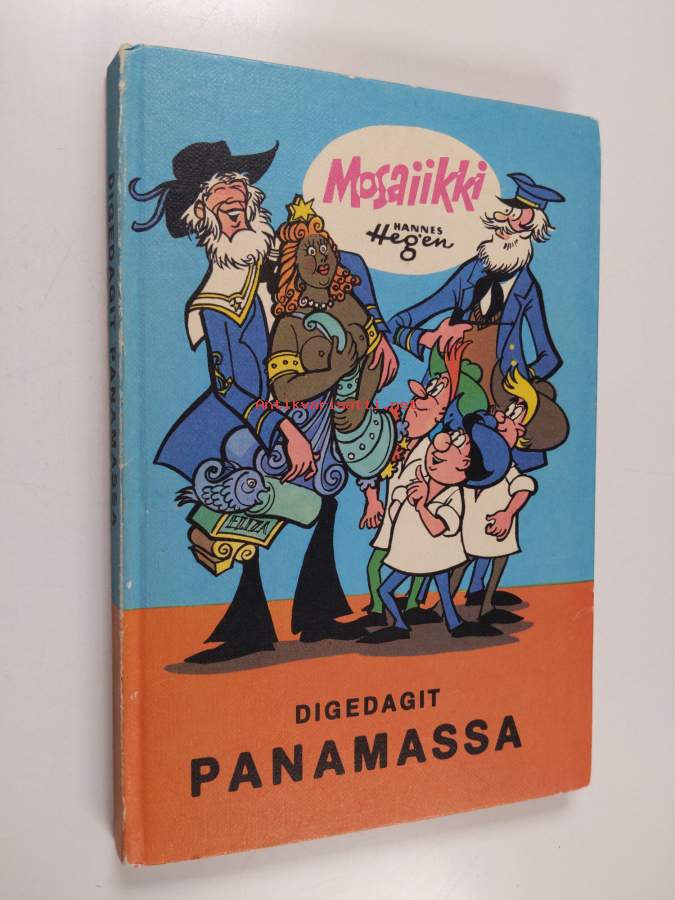 DIGEDAGIT PANAMASSA
Mosaiikki
HANNES
Hegen
Antikvariaatti.net
ELIZA
DIGEDAGIT
PANAMASSA